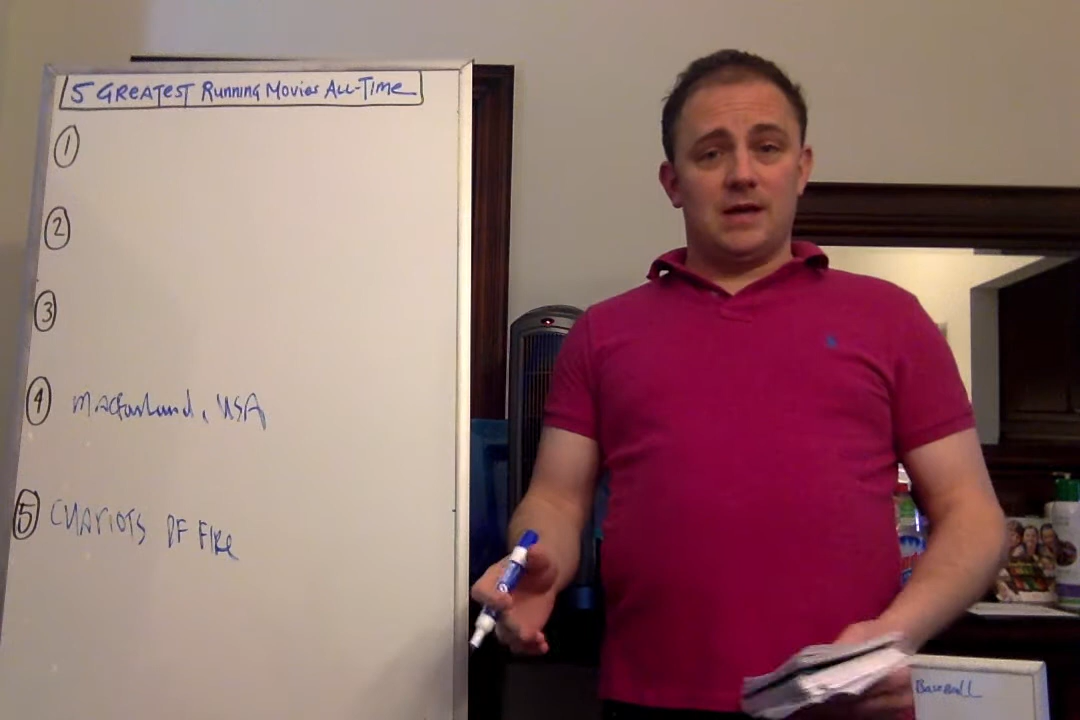 5 GREATEST Running Movies ALL-TIME
1
2
3
4 Macfarland, USA
5 CHARIOTS OF FIRE
Baseball